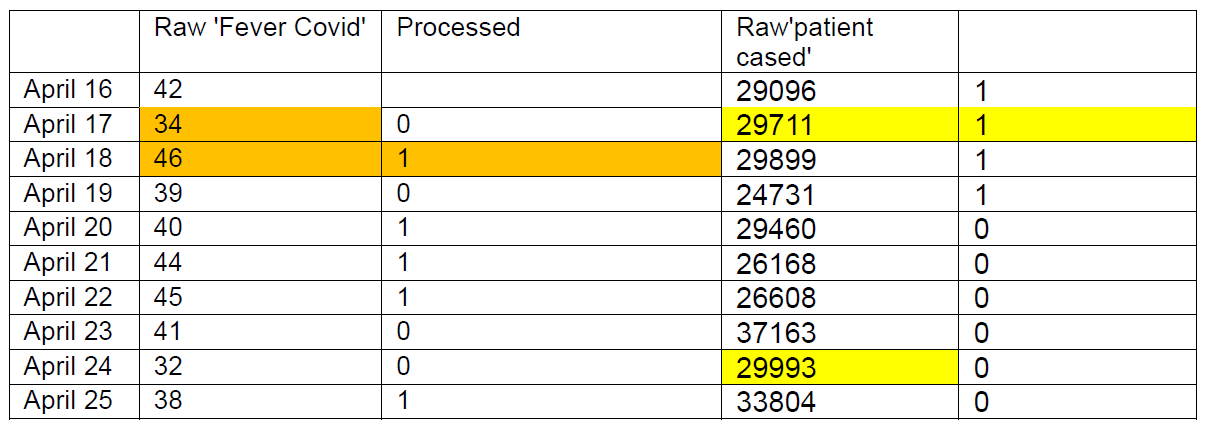 Raw 'Fever Covid' Processed Raw'patient
cased'
April 16 42 29096 1
April 17 34 0 29711 1
April 18 46 1 29899 1
April 19 39 0 24731 1
April 20 40 1 29460 0
April 21 44 1 26168 0
April 22 45 1 26608 0
April 23 41 0 37163 0
April 24 32 0 29993 0
April 25 38 1 33804 0